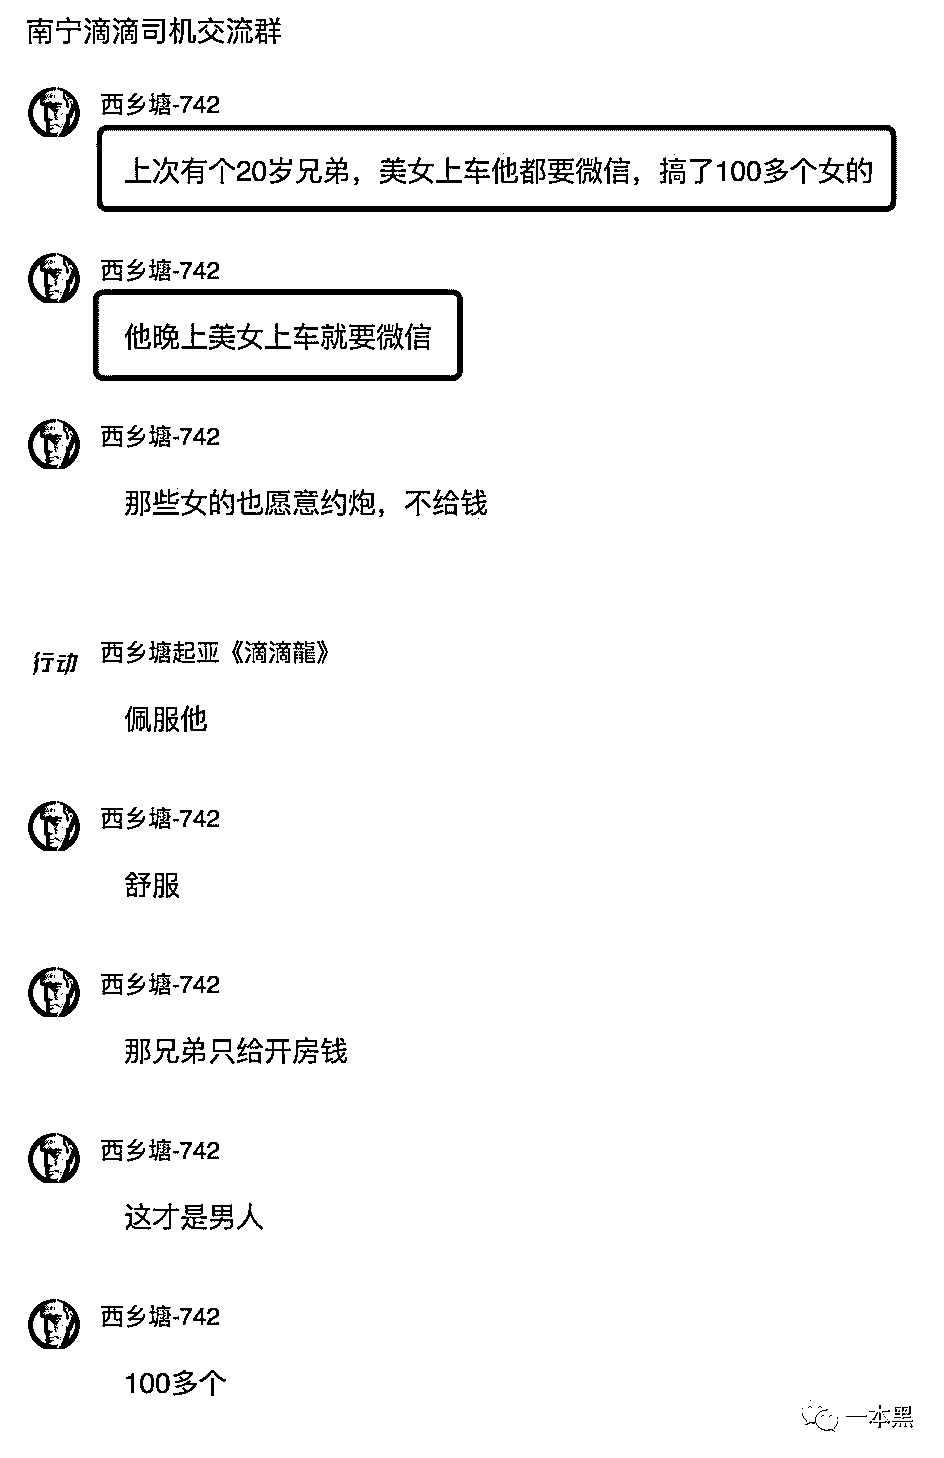 南宁滴滴司机交流群
西乡塘-742
上次有个20岁兄弟，美女上车他都要微信，搞了100多个女的
西乡塘-742
他晚上美女上车就要微信
西乡塘-742
那些女的也愿意约炮，不给钱
行动
西乡塘起亚《滴滴龍》
佩服他
西乡塘-742
舒服
西乡塘-742
那兄弟只给开房钱
西乡塘-742
这才是男人
西乡塘-742
100多个
一本黑